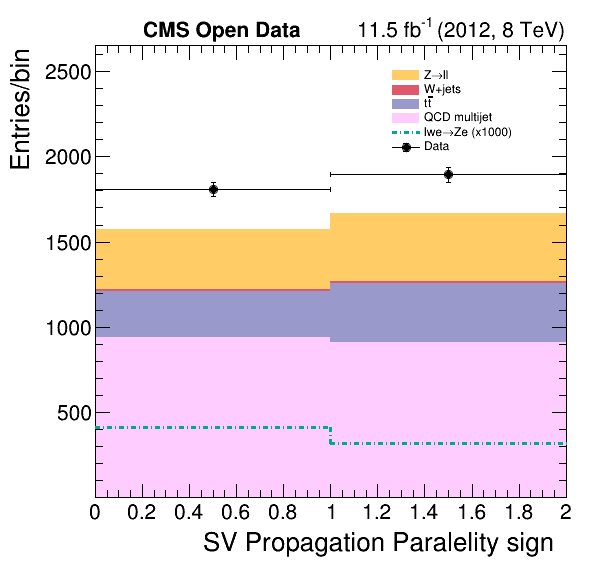 CMS Open Data 11.5 fb⁻¹ (2012, 8 TeV)
Entries/bin
2500
2000
1500
1000
500
Z→ll
W+jets
tt̅
QCD multijet
lwe→Ze (x1000)
Data
0 0.2 0.4 0.6 0.8 1 1.2 1.4 1.6 1.8 2
SV Propagation Paralelity sign